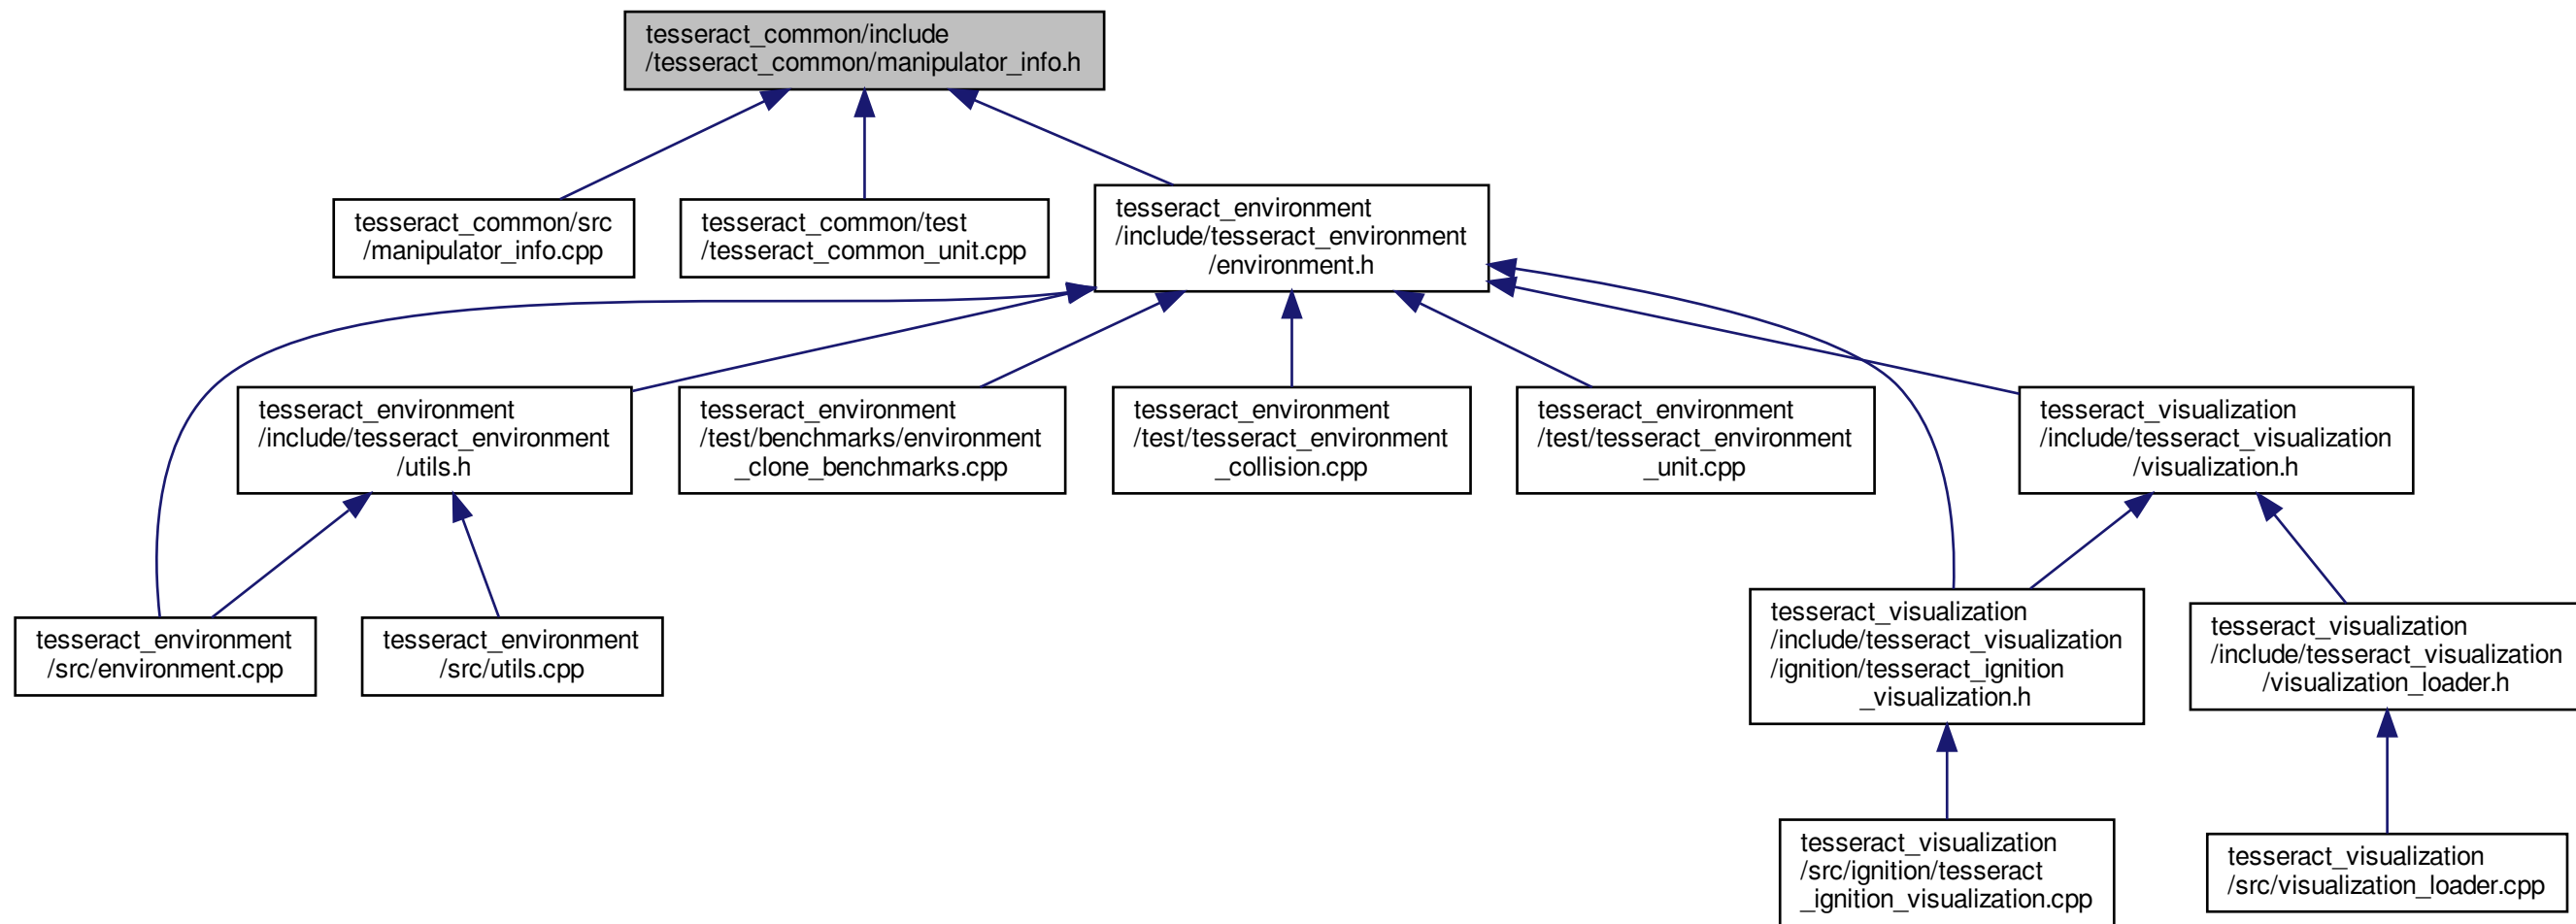 tesseract_common/include
/tesseract_common/manipulator_info.h
tesseract_common/src
/manipulator_info.cpp
tesseract_common/test
/tesseract_common_unit.cpp
tesseract_environment
/include/tesseract_environment
/environment.h
tesseract_environment
/include/tesseract_environment
/utils.h
tesseract_environment
/test/benchmarks/environment
_clone_benchmarks.cpp
tesseract_environment
/test/tesseract_environment
_collision.cpp
tesseract_environment
/test/tesseract_environment
_unit.cpp
tesseract_visualization
/include/tesseract_visualization
/visualization.h
tesseract_environment
/src/environment.cpp
tesseract_environment
/src/utils.cpp
tesseract_visualization
/include/tesseract_visualization
/ignition/tesseract_ignition
_visualization.h
tesseract_visualization
/include/tesseract_visualization
/visualization_loader.h
tesseract_visualization
/src/ignition/tesseract
_ignition_visualization.cpp
tesseract_visualization
/src/visualization_loader.cpp